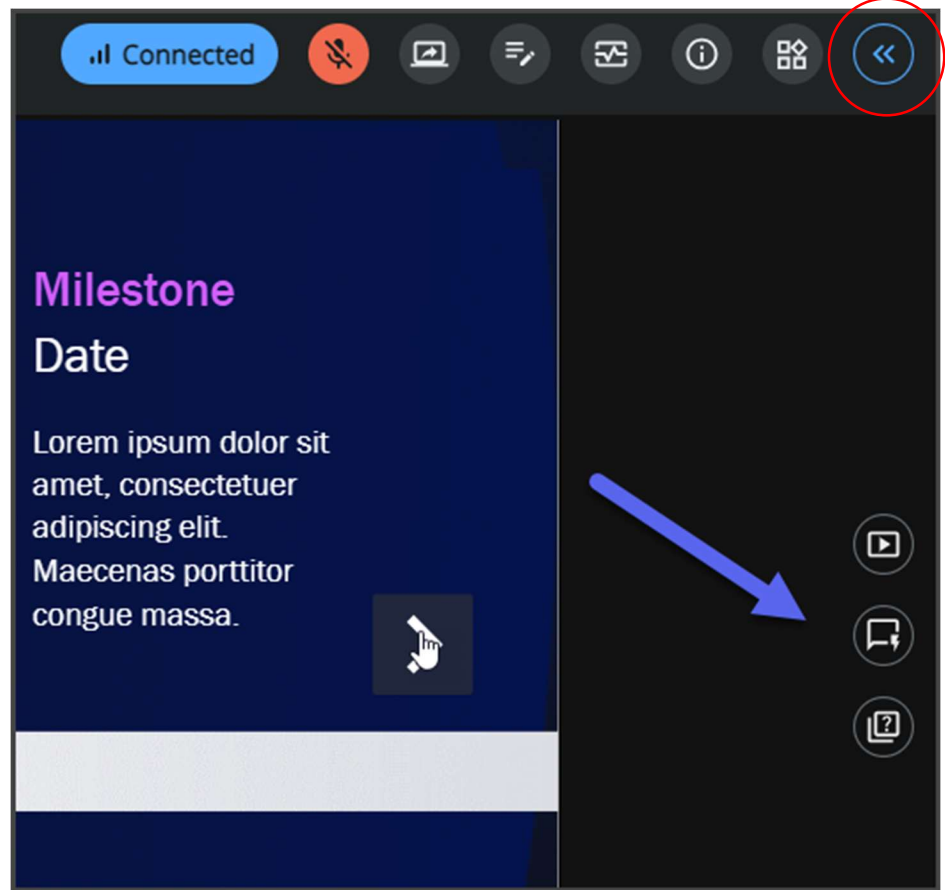 Connected
Milestone
Date
Lorem ipsum dolor sit
amet, consectetuer
adipiscing elit.
Maecenas porttitor
congue massa.